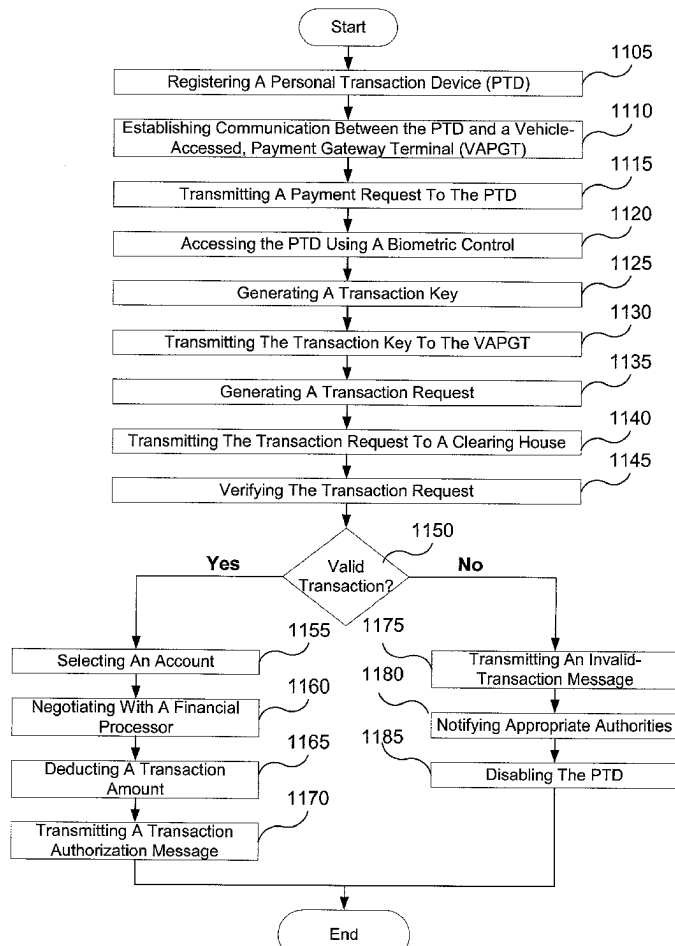 Start
1105
Registering A Personal Transaction Device (PTD)
1110
Establishing Communication Between the PTD and a Vehicle-
Accessed, Payment Gateway Terminal (VAPGT)
1115
Transmitting A Payment Request To The PTD
1120
Accessing the PTD Using A Biometric Control
1125
Generating A Transaction Key
1130
Transmitting The Transaction Key To The VAPGT
1135
Generating A Transaction Request
1140
Transmitting The Transaction Request To A Clearing House
1145
Verifying The Transaction Request
1150
Valid
Transaction?
Yes
No
1155
Selecting An Account
1160
Negotiating With A Financial
Processor
1165
Deducting A Transaction
Amount
1170
Transmitting A Transaction
Authorization Message
1175
Transmitting An Invalid-
Transaction Message
1180
Notifying Appropriate Authorities
1185
Disabling The PTD
End